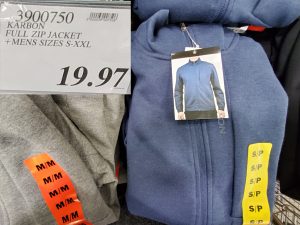 3900750
KARBON
FULL ZIP JACKET
+MENS SIZES S-XXL
19.97
M/M
M/M
M/M
M/M
M/M
S/P
S/P
S/P
S/P
S/P